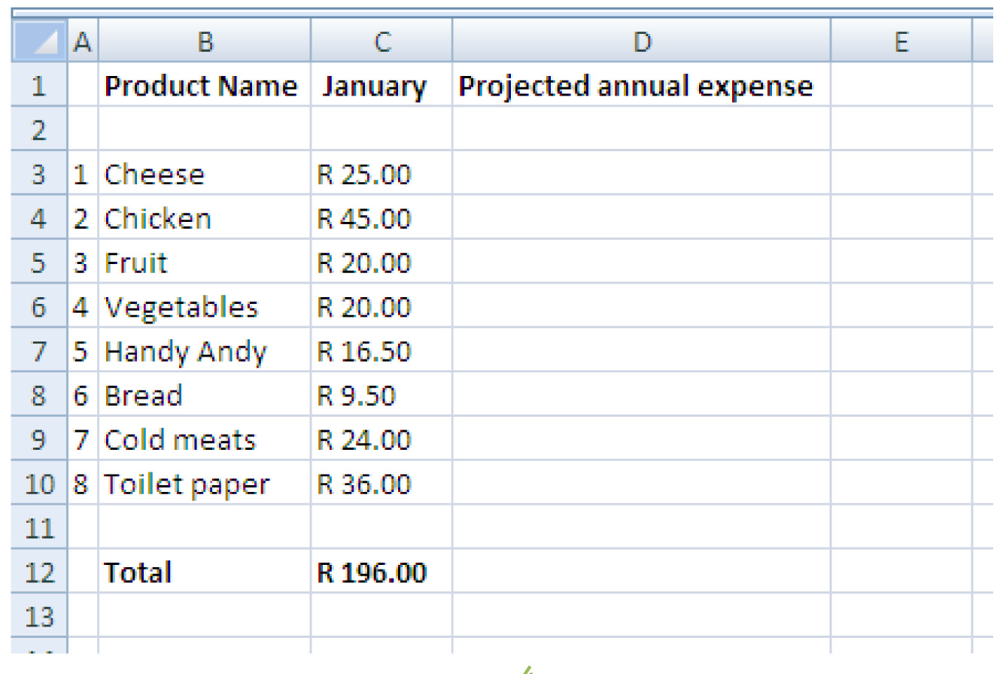 A B C D E
1 Product Name January Projected annual expense
2
3 1 Cheese R 25.00
4 2 Chicken R 45.00
5 3 Fruit R 20.00
6 4 Vegetables R 20.00
7 5 Handy Andy R 16.50
8 6 Bread R 9.50
9 7 Cold meats R 24.00
10 8 Toilet paper R 36.00
11
12 Total R 196.00
13